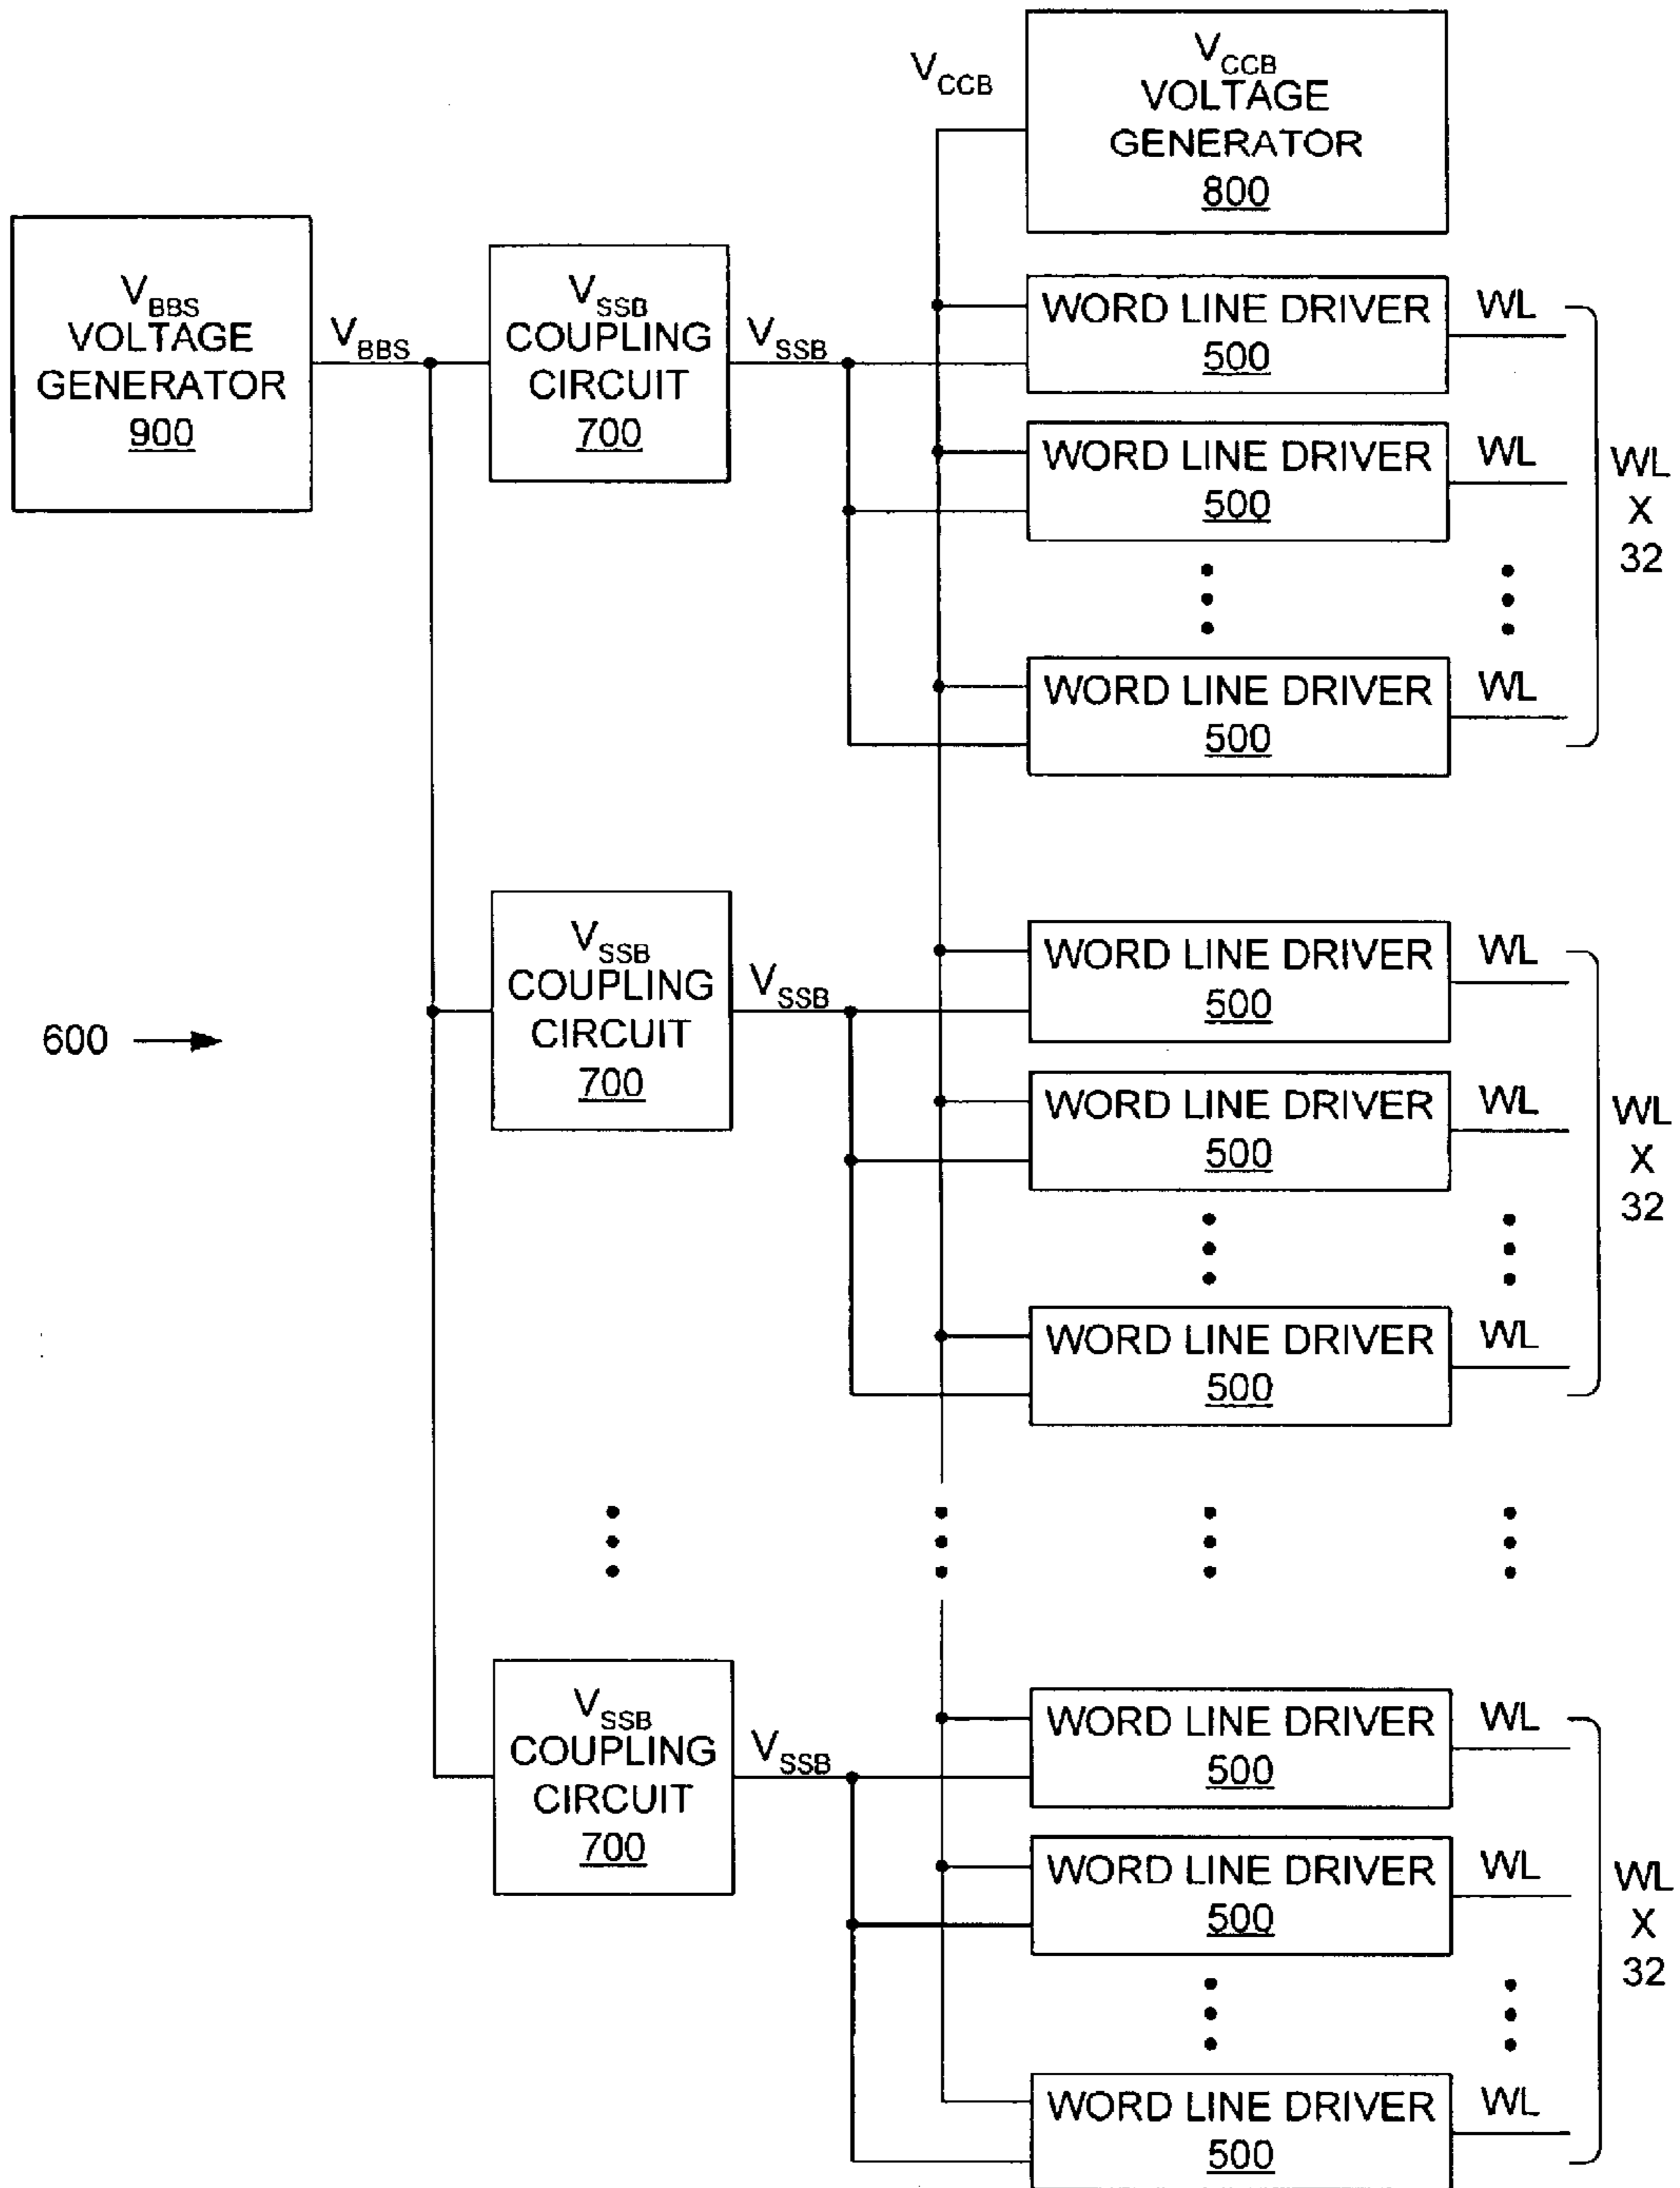 V_CCB
V_CCB
VOLTAGE
GENERATOR
800
V_BBS
VOLTAGE
GENERATOR
900
V_BBS
V_SSB
COUPLING
CIRCUIT
700
V_SSB
WORD LINE DRIVER
500
WL
WORD LINE DRIVER
500
WL
WORD LINE DRIVER
500
WL
WL
X
32
600
V_SSB
COUPLING
CIRCUIT
700
V_SSB
WORD LINE DRIVER
500
WL
WORD LINE DRIVER
500
WL
WORD LINE DRIVER
500
WL
WL
X
32
V_SSB
COUPLING
CIRCUIT
700
V_SSB
WORD LINE DRIVER
500
WL
WORD LINE DRIVER
500
WL
WORD LINE DRIVER
500
WL
WL
X
32